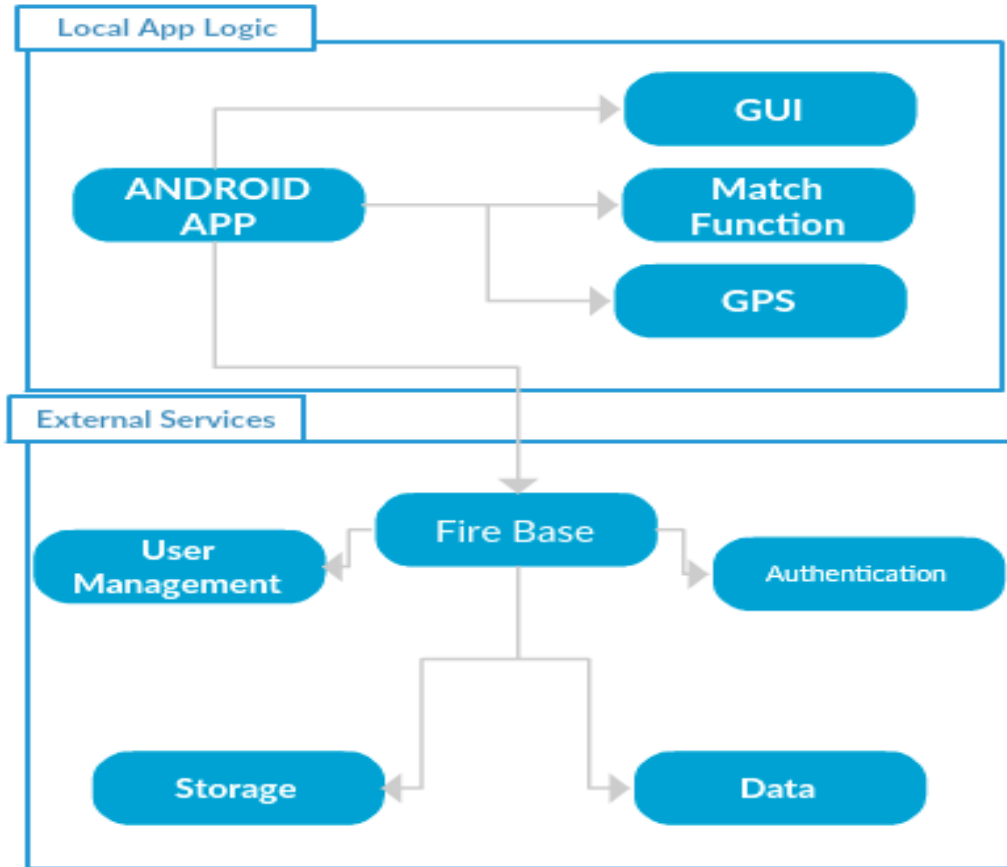 Local App Logic
GUI
ANDROID
APP
Match
Function
GPS
External Services
Fire Base
User
Management
Authentication
Storage
Data